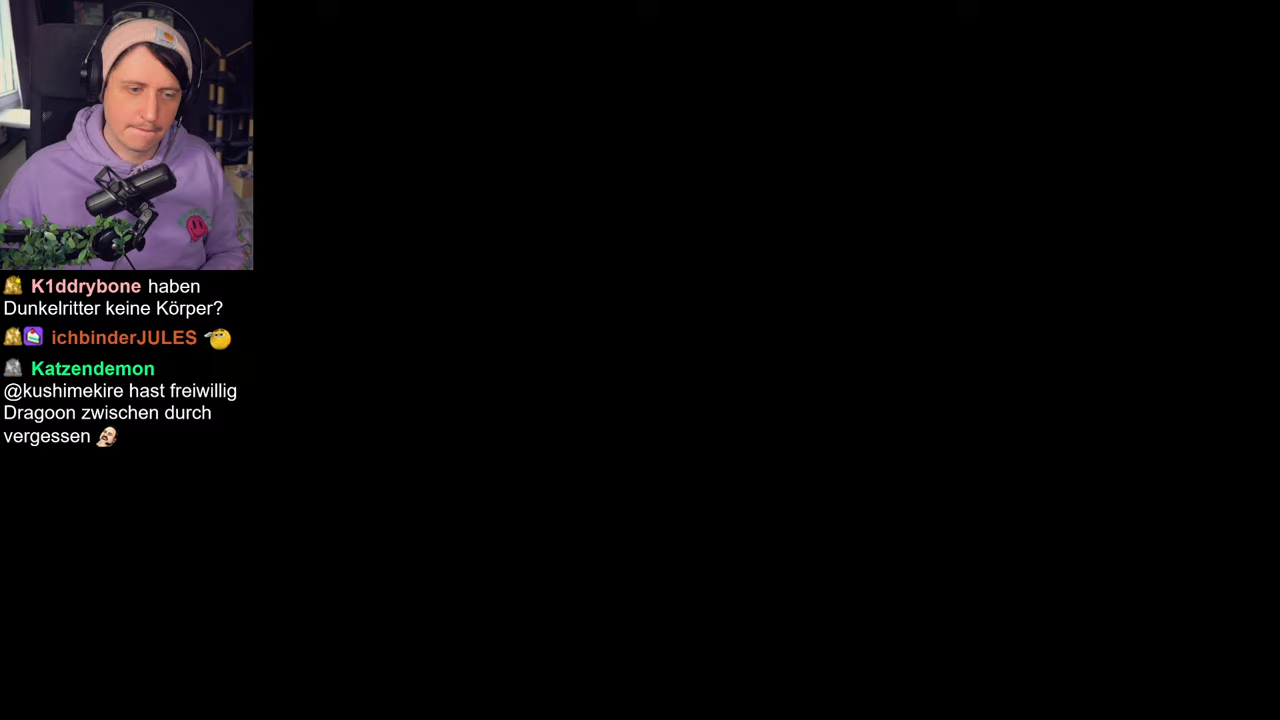 K1ddrybone haben
Dunkelritter keine Körper?
ichbinderJULES
Katzendemon
@kushimekire hast freiwillig
Dragoon zwischen durch
vergessen